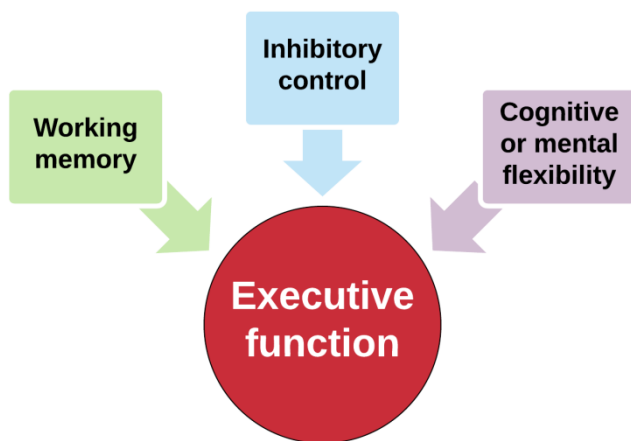 Inhibitory
control
Working
memory
Cognitive
or mental
flexibility
Executive
function